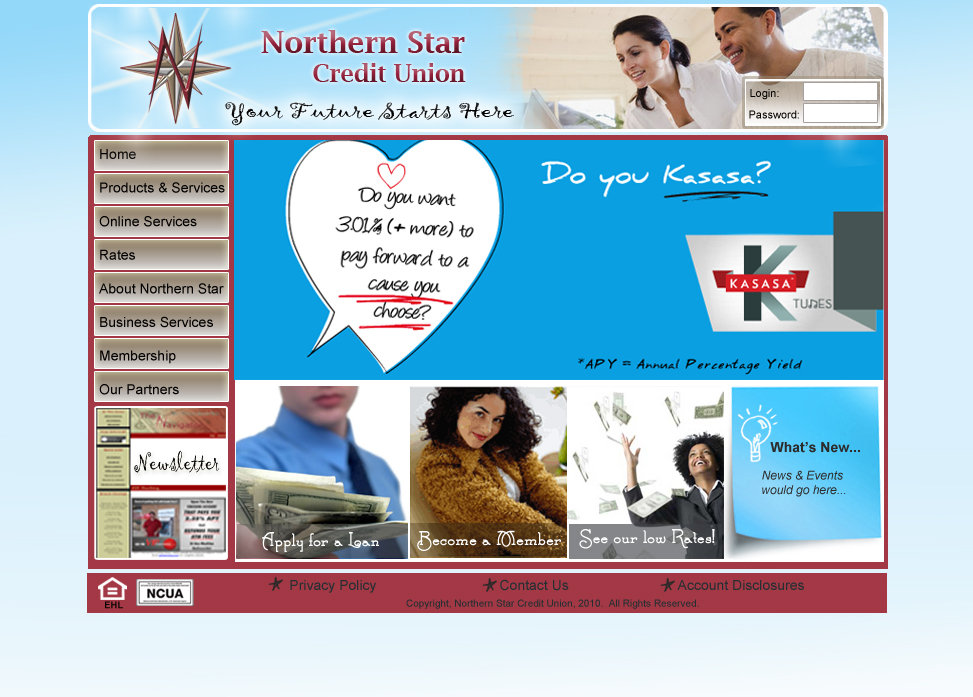 Northern Star
Credit Union
Your Future Starts Here
Login:
Password:
Home
Products & Services
Online Services
Rates
About Northern Star
Business Services
Membership
Our Partners
Newsletter
Do you want
3.01% (+ more) to
pay forward to a
cause you
choose?
Do you Kasasa?
KASASA
TUNES
*APY = Annual Percentage Yield
Apply for a Loan
Become a Member
See our low Rates!
What's New...
News & Events
would go here...
EHL
NCUA
Privacy Policy
Contact Us
Account Disclosures
Copyright, Northern Star Credit Union, 2010. All Rights Reserved.